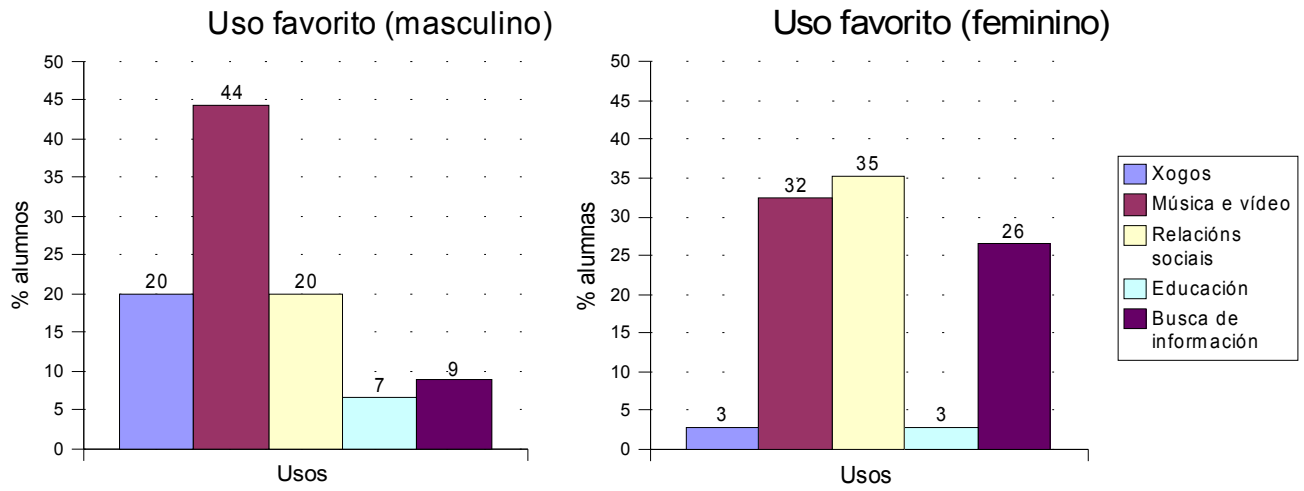 Uso favorito (masculino)
50
45
40
35
30
25
20
15
10
5
0
% alumnos
20
44
20
7
9
Usos
Uso favorito (feminino)
50
45
40
35
30
25
20
15
10
5
0
% alumnas
3
32
35
3
26
Usos
Xogos
Música e vídeo
Relacións
sociais
Educación
Busca de
información